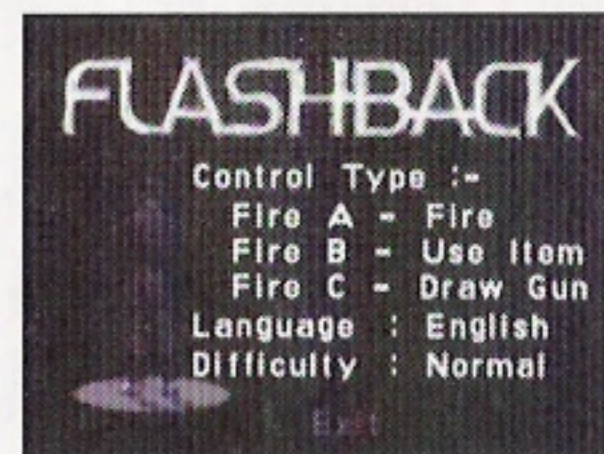 FLASHBACK
Control Type :-
Fire A - Fire
Fire B - Use Item
Fire C - Draw Gun
Language : English
Difficulty : Normal
Exit